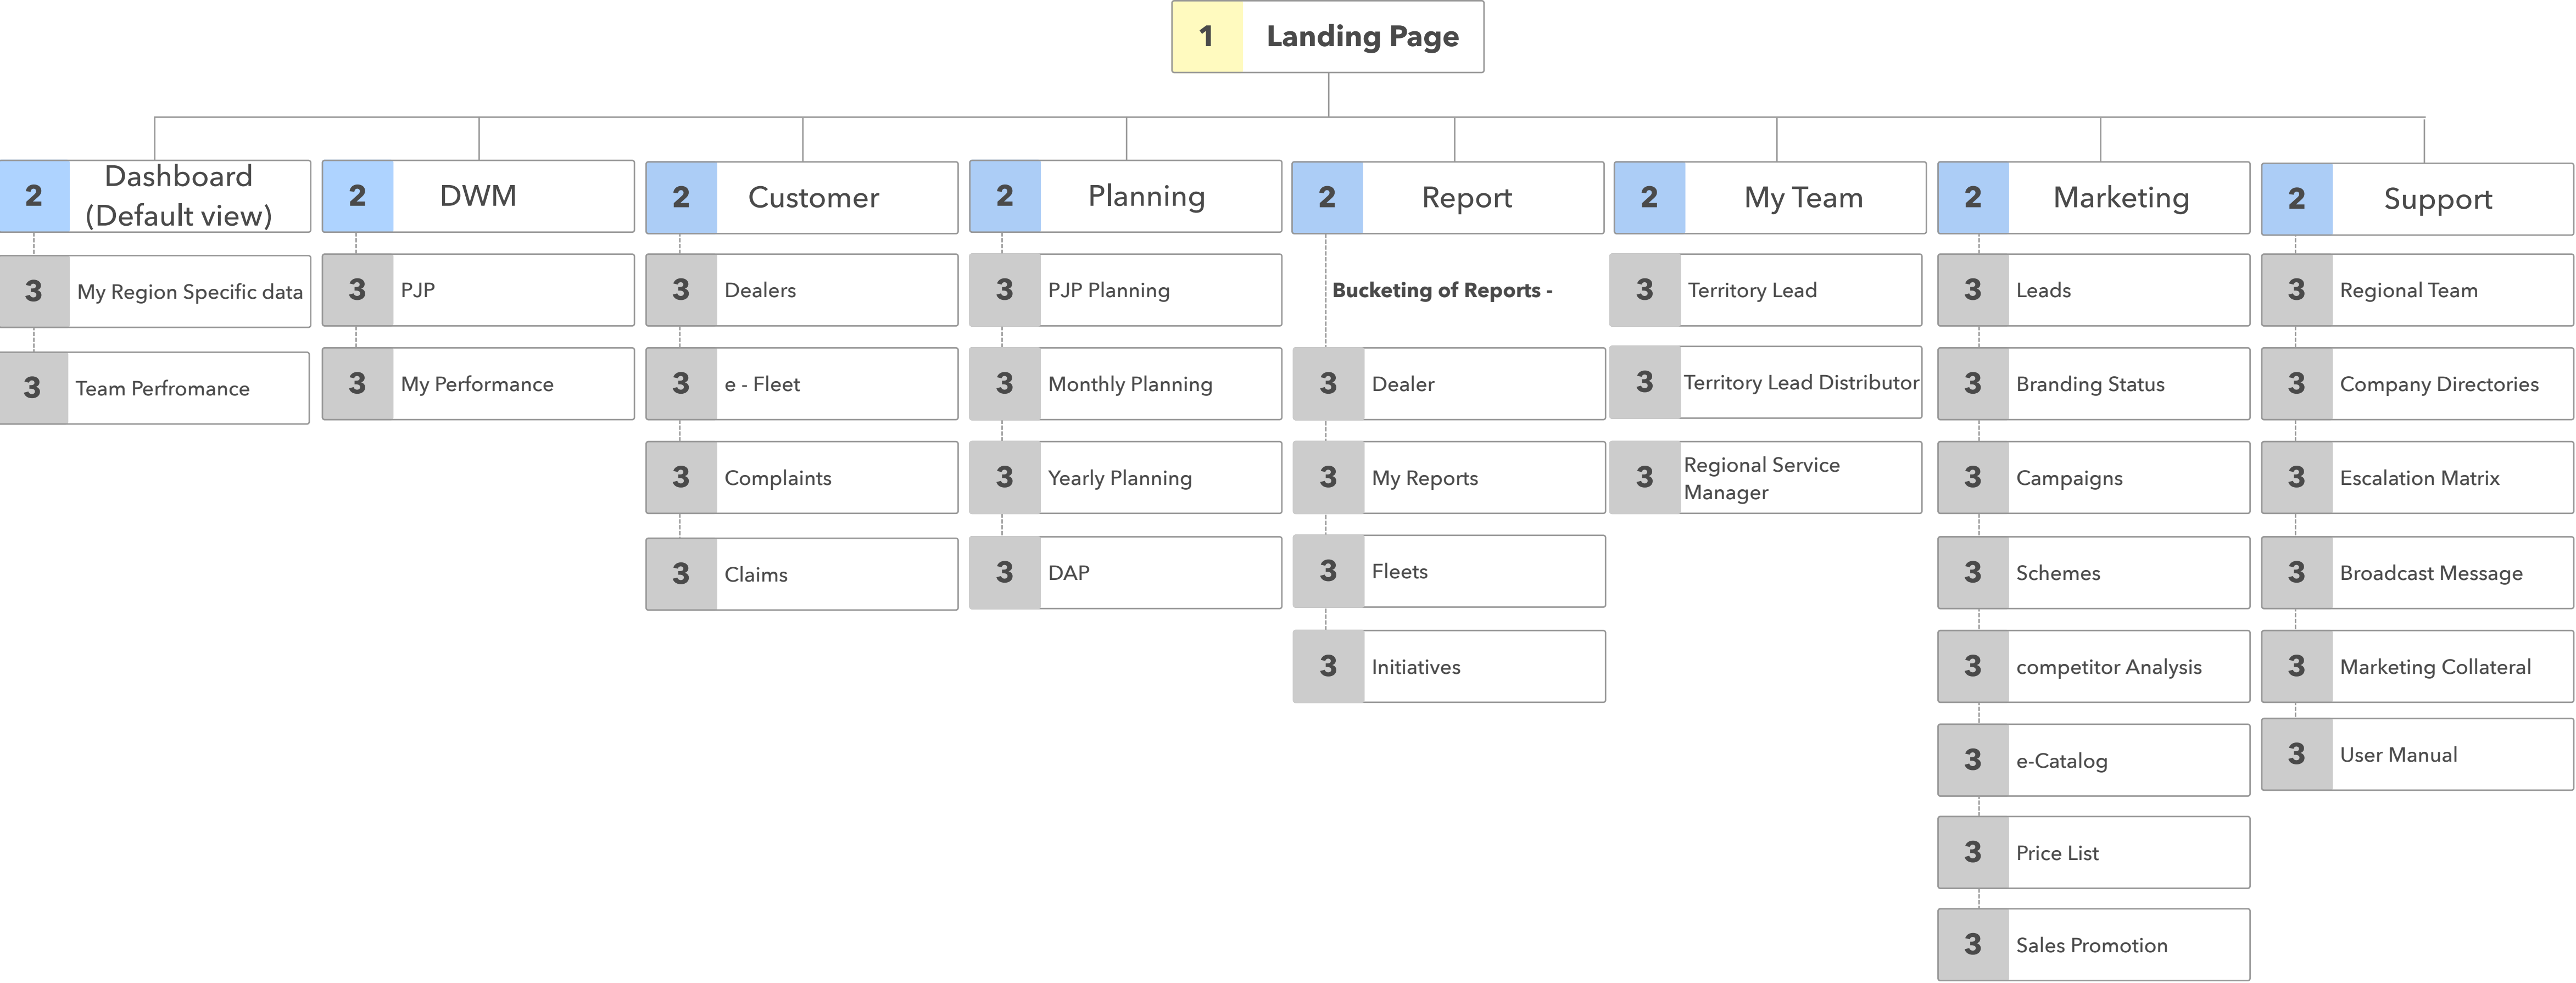 1 Landing Page
2 Dashboard
(Default view)
3 My Region Specific data
3 Team Perfromance
2 DWM
3 PJP
3 My Performance
2 Customer
3 Dealers
3 e - Fleet
3 Complaints
3 Claims
2 Planning
3 PJP Planning
3 Monthly Planning
3 Yearly Planning
3 DAP
2 Report
Bucketing of Reports -
3 Dealer
3 My Reports
3 Fleets
3 Initiatives
2 My Team
3 Territory Lead
3 Territory Lead Distributor
3 Regional Service
Manager
2 Marketing
3 Leads
3 Branding Status
3 Campaigns
3 Schemes
3 competitor Analysis
3 e-Catalog
3 Price List
3 Sales Promotion
2 Support
3 Regional Team
3 Company Directories
3 Escalation Matrix
3 Broadcast Message
3 Marketing Collateral
3 User Manual